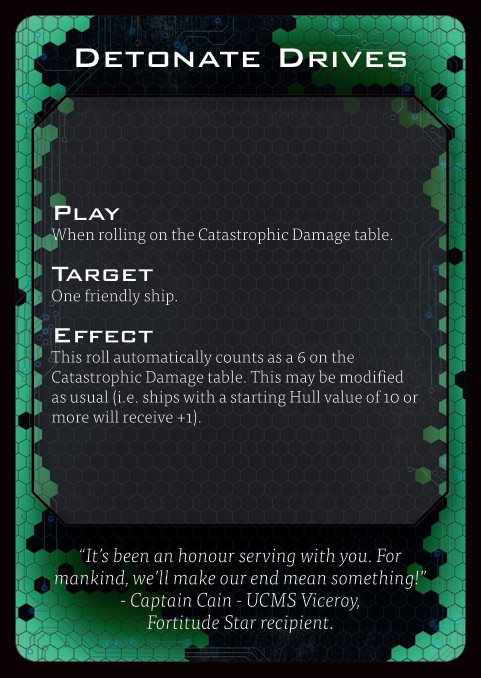 Detonate Drives
Play
When rolling on the Catastrophic Damage table.
Target
One friendly ship.
Effect
This roll automatically counts as a 6 on the
Catastrophic Damage table. This may be modified
as usual (i.e. ships with a starting Hull value of 10 or
more will receive +1).
“It’s been an honour serving with you. For
mankind, we’ll make our end mean something!”
- Captain Cain - UCMS Viceroy,
Fortitude Star recipient.